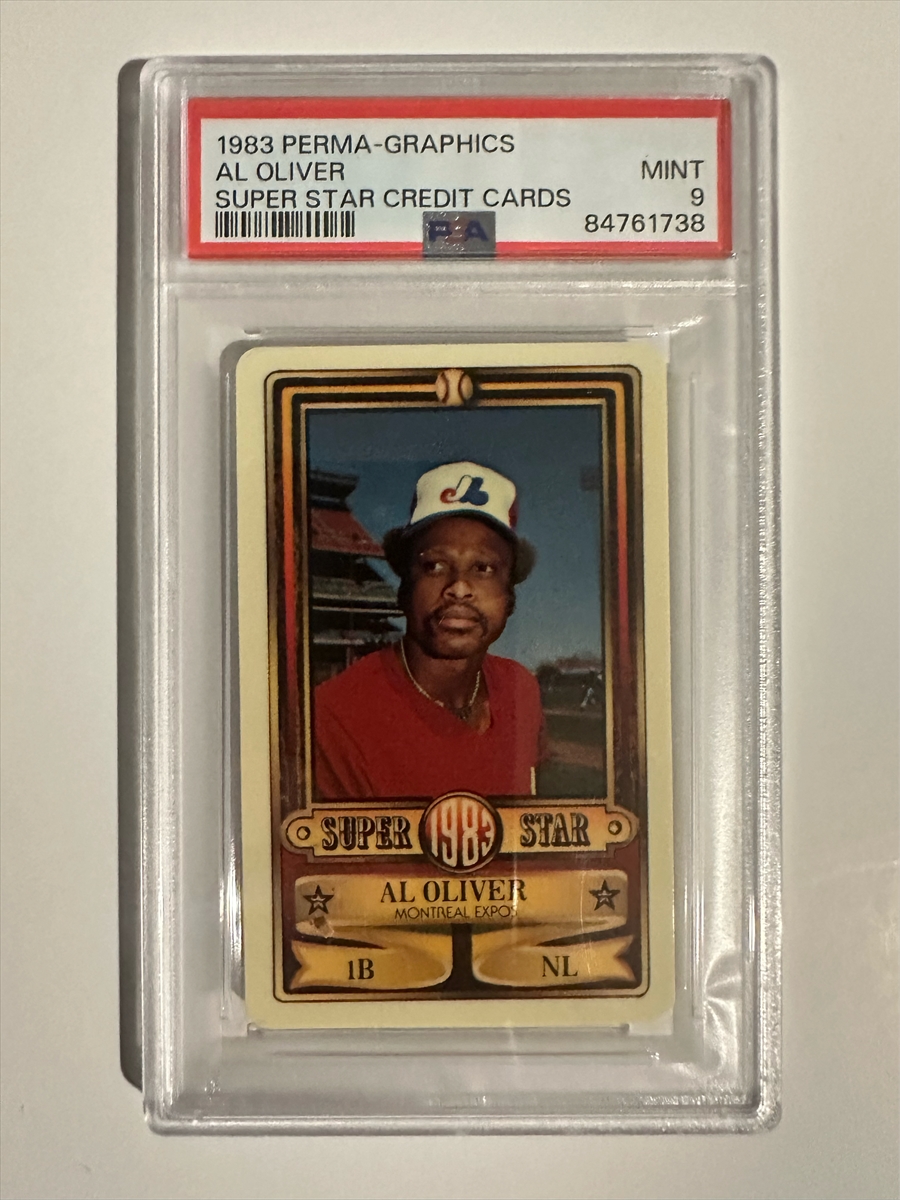 1983 PERMA-GRAPHICS
AL OLIVER MINT
SUPER STAR CREDIT CARDS 9
PSA 84761738
SUPER 1983 STAR
AL OLIVER
MONTREAL EXPOS
1B NL